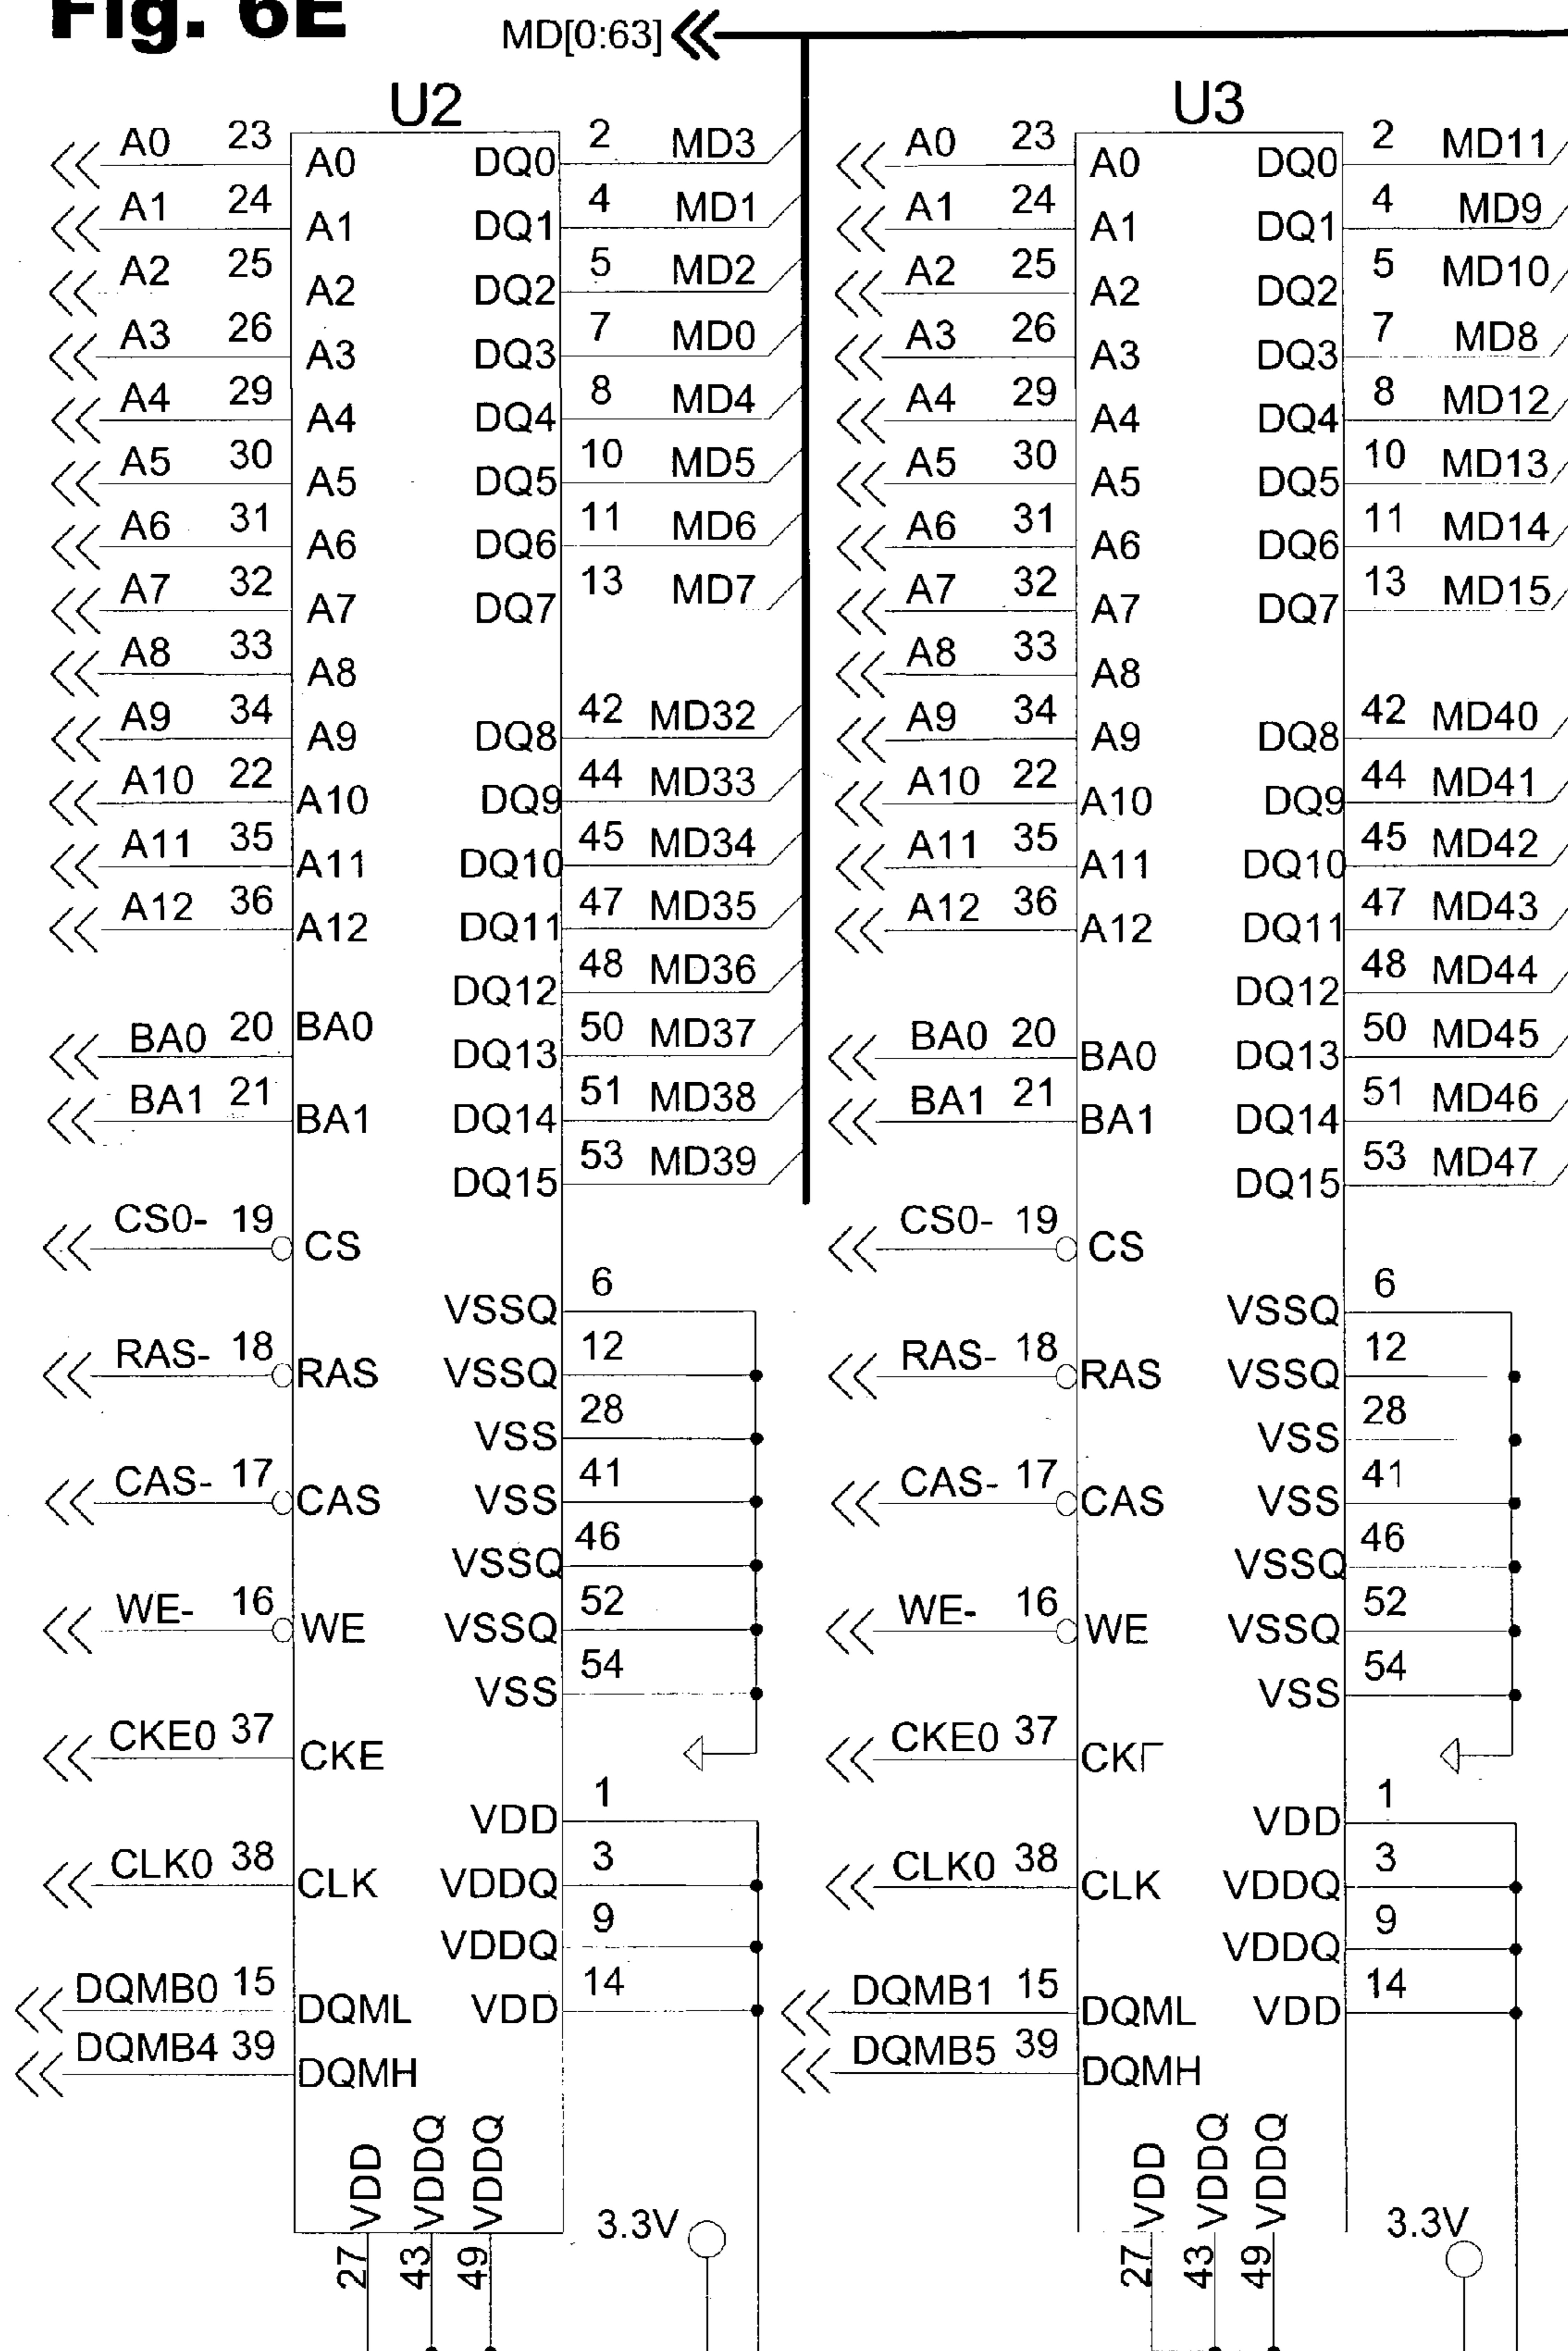 Fig. 6E
MD[0:63]
U2
A0 23 A0 DQ0 2 MD3
A1 24 A1 DQ1 4 MD1
A2 25 A2 DQ2 5 MD2
A3 26 A3 DQ3 7 MD0
A4 29 A4 DQ4 8 MD4
A5 30 A5 DQ5 10 MD5
A6 31 A6 DQ6 11 MD6
A7 32 A7 DQ7 13 MD7
A8 33 A8
A9 34 A9 DQ8 42 MD32
A10 22 A10 DQ9 44 MD33
A11 35 A11 DQ10 45 MD34
A12 36 A12 DQ11 47 MD35
DQ12 48 MD36
BA0 20 BA0 DQ13 50 MD37
BA1 21 BA1 DQ14 51 MD38
DQ15 53 MD39
CS0- 19 CS
VSSQ 6
RAS- 18 RAS VSSQ 12
VSS 28
CAS- 17 CAS VSS 41
VSSQ 46
WE- 16 WE VSSQ 52
VSS 54
CKE0 37 CKE
VDD 1
CLK0 38 CLK VDDQ 3
VDDQ 9
DQMB0 15 DQML VDD 14
DQMB4 39 DQMH
VDD VDDQ VDDQ
27 43 49
3.3V
U3
A0 23 A0 DQ0 2 MD11
A1 24 A1 DQ1 4 MD9
A2 25 A2 DQ2 5 MD10
A3 26 A3 DQ3 7 MD8
A4 29 A4 DQ4 8 MD12
A5 30 A5 DQ5 10 MD13
A6 31 A6 DQ6 11 MD14
A7 32 A7 DQ7 13 MD15
A8 33 A8
A9 34 A9 DQ8 42 MD40
A10 22 A10 DQ9 44 MD41
A11 35 A11 DQ10 45 MD42
A12 36 A12 DQ11 47 MD43
DQ12 48 MD44
BA0 20 BA0 DQ13 50 MD45
BA1 21 BA1 DQ14 51 MD46
DQ15 53 MD47
CS0- 19 CS
VSSQ 6
RAS- 18 RAS VSSQ 12
VSS 28
CAS- 17 CAS VSS 41
VSSQ 46
WE- 16 WE VSSQ 52
VSS 54
CKE0 37
VDD 1
CLK0 38 CLK VDDQ 3
VDDQ 9
DQMB1 15 DQML VDD 14
DQMB5 39 DQMH
VDD VDDQ VDDQ
27 43 49
3.3V